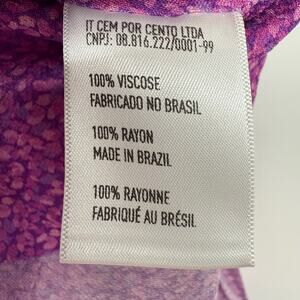 IT CEM POR CENTO LTDA
CNPJ: 08.816.222/0001-99
100% VISCOSE
FABRICADO NO BRASIL
100% RAYON
MADE IN BRAZIL
100% RAYONNE
FABRIQUÉ AU BRÉSIL